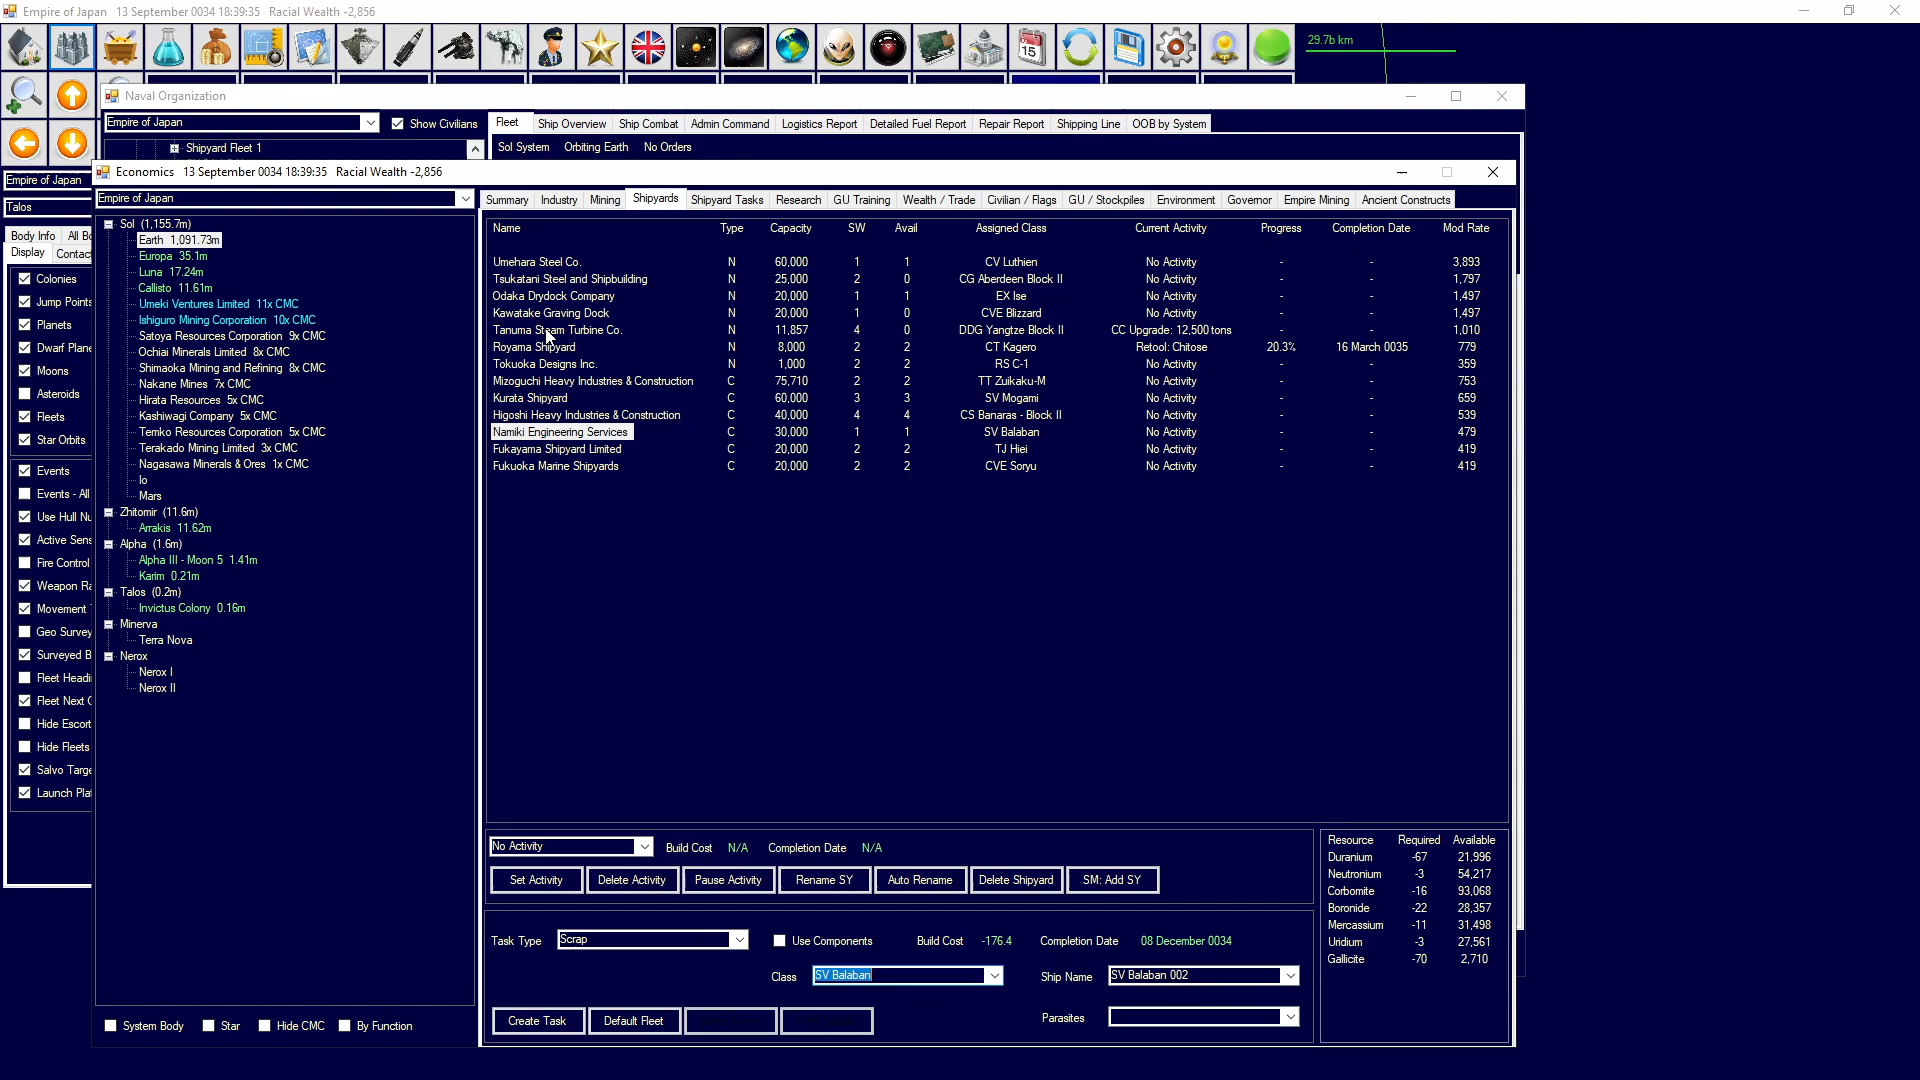 Empire of Japan   13 September 0034 18:39:35   Racial Wealth -2,856
15
29.7b km
Naval Organization
Empire of Japan
Show Civilians
Fleet   Ship Overview   Ship Combat   Admin Command   Logistics Report   Detailed Fuel Report   Repair Report   Shipping Line   OOB by System
Shipyard Fleet 1
Sol System   Orbiting Earth   No Orders
Empire of Japan
Talos
Body Info   All Bo
Display   Contac
Colonies
Jump Points
Planets
Dwarf Plane
Moons
Asteroids
Fleets
Star Orbits
Events
Events - All
Use Hull Nu
Active Sens
Fire Control
Weapon Ra
Movement
Geo Survey
Surveyed B
Fleet Headi
Fleet Next
Hide Escort
Hide Fleets
Salvo Targe
Launch Pla
Economics   13 September 0034 18:39:35   Racial Wealth -2,856
Empire of Japan
Summary   Industry   Mining   Shipyards   Shipyard Tasks   Research   GU Training   Wealth / Trade   Civilian / Flags   GU / Stockpiles   Environment   Governor   Empire Mining   Ancient Constructs
Sol (1,155.7m)
Earth 1,091.73m
Europa 35.1m
Luna 17.24m
Callisto 11.61m
Umeki Ventures Limited 11x CMC
Ishiguro Mining Corporation 10x CMC
Satoya Resources Corporation 9x CMC
Ochiai Minerals Limited 8x CMC
Shimaoka Mining and Refining 8x CMC
Nakane Mines 7x CMC
Hirata Resources 5x CMC
Kashiwagi Company 5x CMC
Temko Resources Corporation 5x CMC
Terakado Mining Limited 3x CMC
Nagasawa Minerals & Ores 1x CMC
Io
Mars
Zhitomir (11.6m)
Arrakis 11.62m
Alpha (1.6m)
Alpha III - Moon 5 1.41m
Karim 0.21m
Talos (0.2m)
Invictus Colony 0.16m
Minerva
Terra Nova
Nerox
Nerox I
Nerox II
System Body   Star   Hide CMC   By Function
Name   Type   Capacity   SW   Avail   Assigned Class   Current Activity   Progress   Completion Date   Mod Rate
Umehara Steel Co.   N   60,000   1   1   CV Luthien   No Activity   -   -   3,893
Tsukatani Steel and Shipbuilding   N   25,000   2   0   CG Aberdeen Block II   No Activity   -   -   1,797
Odaka Drydock Company   N   20,000   1   1   EX Ise   No Activity   -   -   1,497
Kawatake Graving Dock   N   20,000   1   0   CVE Blizzard   No Activity   -   -   1,497
Tanuma Steam Turbine Co.   N   11,857   4   0   DDG Yangtze Block II   CC Upgrade: 12,500 tons   -   -   1,010
Royama Shipyard   N   8,000   2   2   CT Kagero   Retool: Chitose   20.3%   16 March 0035   779
Tokuoka Designs Inc.   N   1,000   2   2   RS C-1   No Activity   -   -   359
Mizoguchi Heavy Industries & Construction   C   75,710   2   2   TT Zuikaku-M   No Activity   -   -   753
Kurata Shipyard   C   60,000   3   3   SV Mogami   No Activity   -   -   659
Higoshi Heavy Industries & Construction   C   40,000   4   4   CS Banaras - Block II   No Activity   -   -   539
Namiki Engineering Services   C   30,000   1   1   SV Balaban   No Activity   -   -   479
Fukayama Shipyard Limited   C   20,000   2   2   TJ Hiei   No Activity   -   -   419
Fukuoka Marine Shipyards   C   20,000   2   2   CVE Soryu   No Activity   -   -   419
No Activity   Build Cost   N/A   Completion Date   N/A
Set Activity   Delete Activity   Pause Activity   Rename SY   Auto Rename   Delete Shipyard   SM: Add SY
Task Type   Scrap   Use Components   Build Cost   -176.4   Completion Date   08 December 0034
Class   SV Balaban   Ship Name   SV Balaban 002
Create Task   Default Fleet   Parasites
Resource   Required   Available
Duranium   -67   21,996
Neutronium   -3   54,217
Corbomite   -16   93,068
Boronide   -22   28,357
Mercassium   -11   31,498
Uridium   -3   27,561
Gallicite   -70   2,710